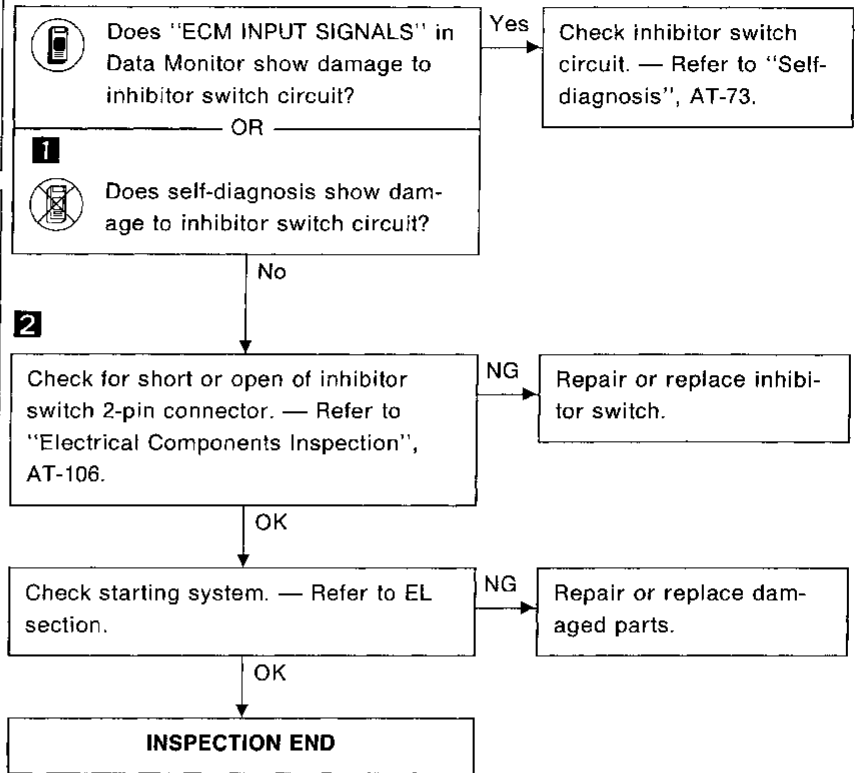 Does "ECM INPUT SIGNALS" in
Data Monitor show damage to
inhibitor switch circuit?
Yes
Check inhibitor switch
circuit. — Refer to "Self-
diagnosis", AT-73.
OR
1
Does self-diagnosis show dam-
age to inhibitor switch circuit?
No
2
Check for short or open of inhibitor
switch 2-pin connector. — Refer to
"Electrical Components Inspection",
AT-106.
NG
Repair or replace inhibi-
tor switch.
OK
Check starting system. — Refer to EL
section.
NG
Repair or replace dam-
aged parts.
OK
INSPECTION END